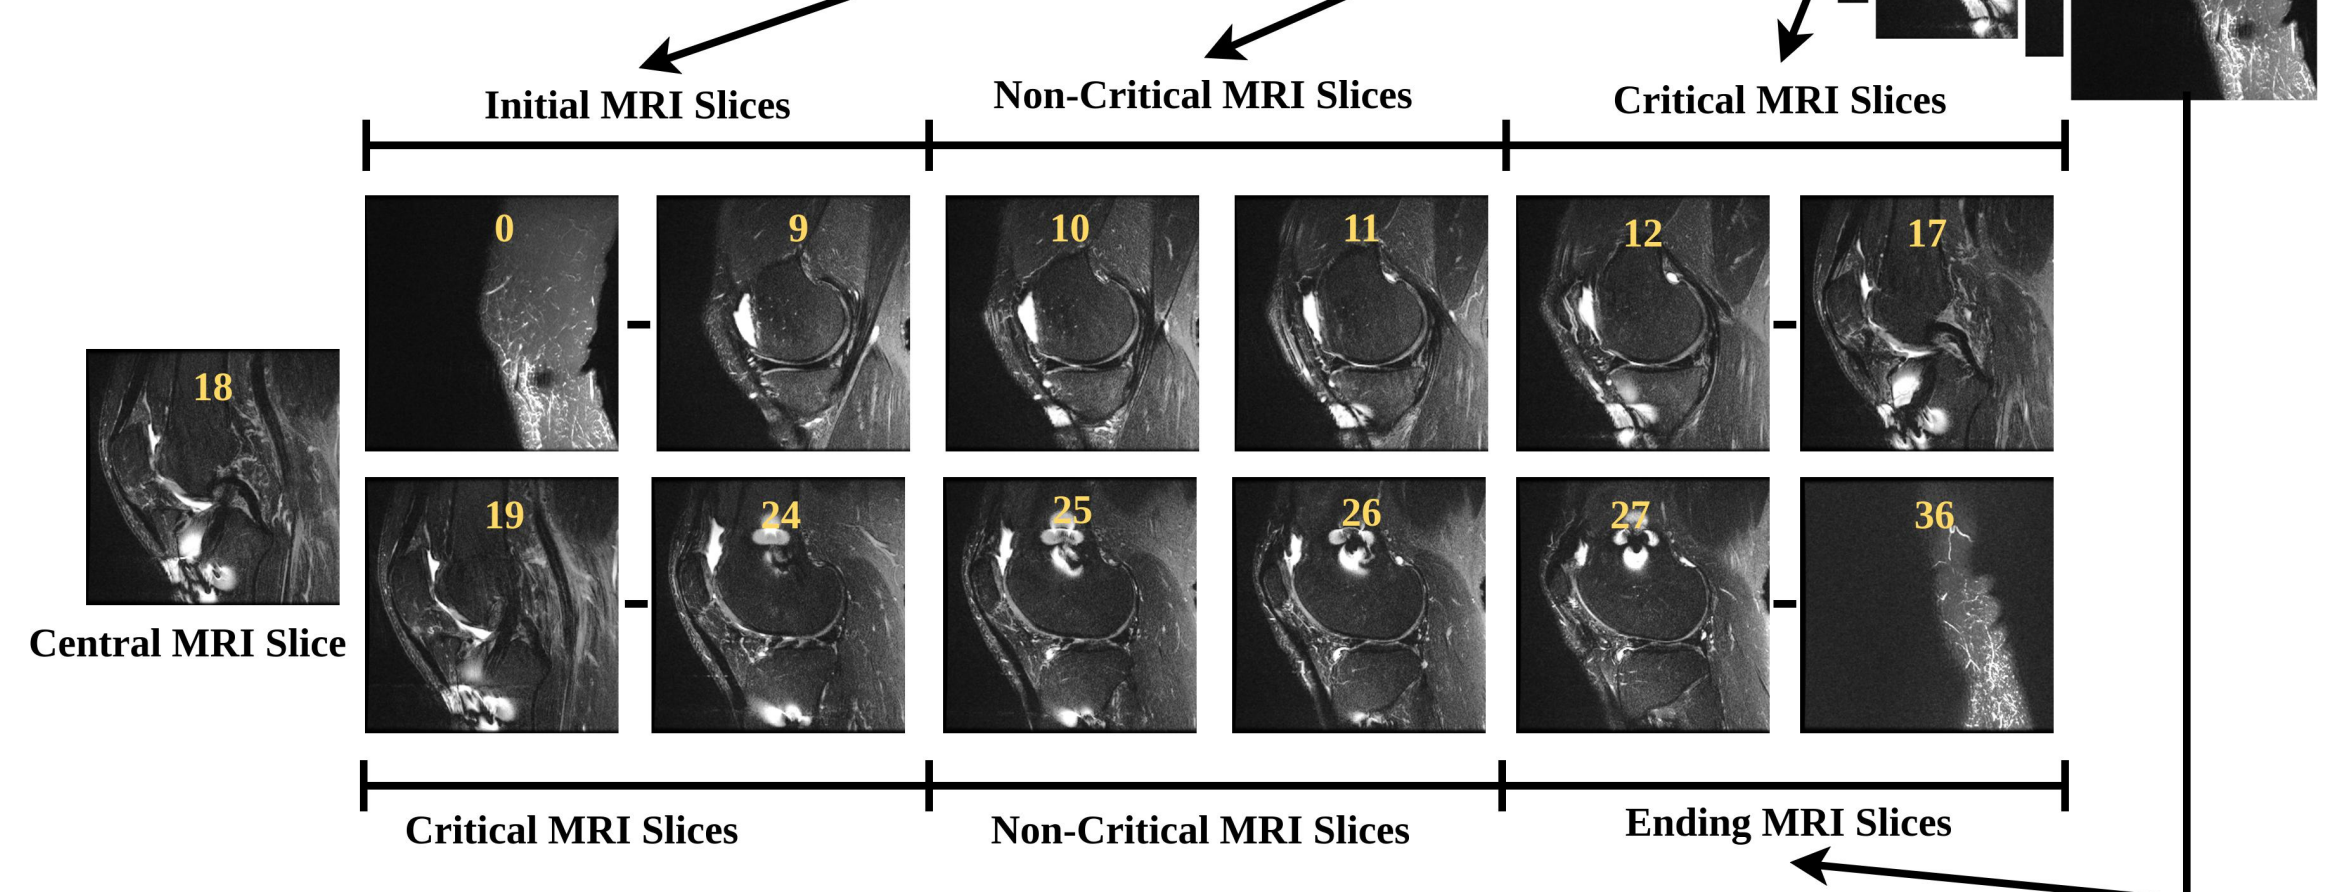 Initial MRI Slices
Non-Critical MRI Slices
Critical MRI Slices
0
9
10
11
12
17
18
Central MRI Slice
19
24
25
26
27
36
Critical MRI Slices
Non-Critical MRI Slices
Ending MRI Slices